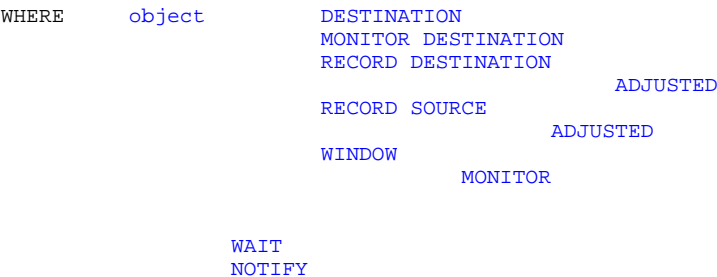 WHERE object DESTINATION
MONITOR DESTINATION
RECORD DESTINATION
ADJUSTED
RECORD SOURCE
ADJUSTED
WINDOW
MONITOR
WAIT
NOTIFY